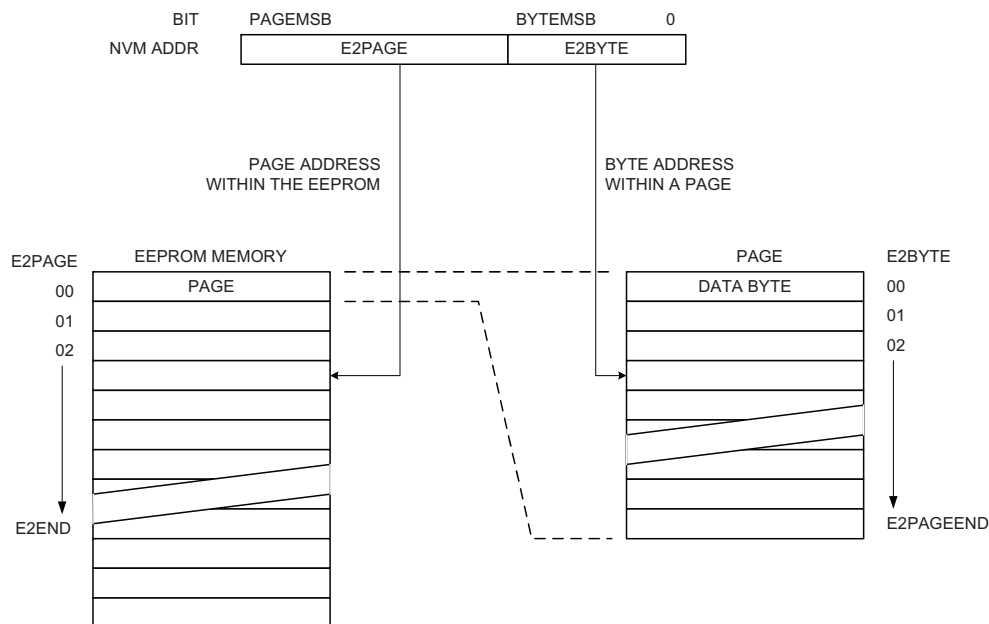 BIT PAGEMSB BYTEMSB 0
NVM ADDR E2PAGE E2BYTE
PAGE ADDRESS
WITHIN THE EEPROM
BYTE ADDRESS
WITHIN A PAGE
E2PAGE EEPROM MEMORY
00 PAGE
01
02
E2END
PAGE E2BYTE
DATA BYTE 00
01
02
E2PAGEEND